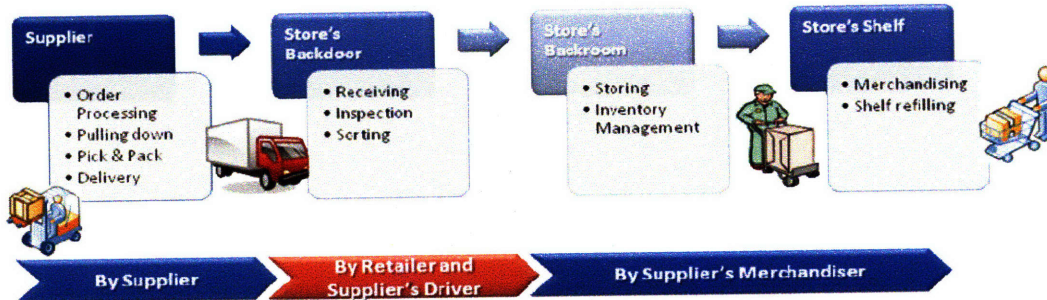 Supplier
• Order
Processing
• Pulling down
• Pick & Pack
• Delivery
Store's
Backdoor
• Receiving
• Inspection
• Sorting
Store's
Backroom
• Storing
• Inventory
Management
Store's Shelf
• Merchandising
• Shelf refilling
By Supplier
By Retailer and
Supplier's Driver
By Supplier's Merchandiser